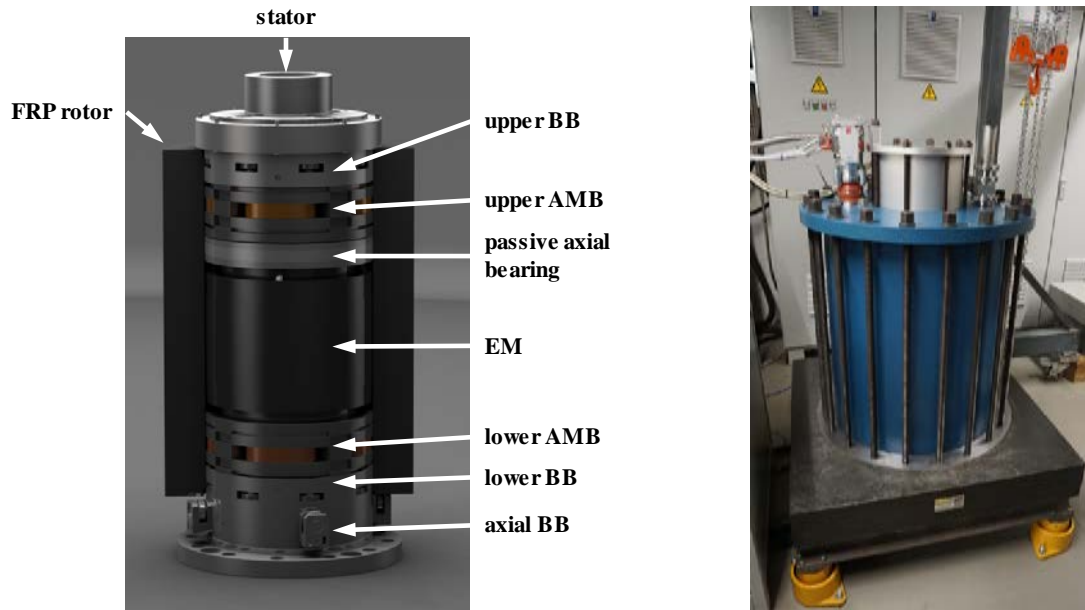 stator
FRP rotor
upper BB
upper AMB
passive axial
bearing
EM
lower AMB
lower BB
axial BB